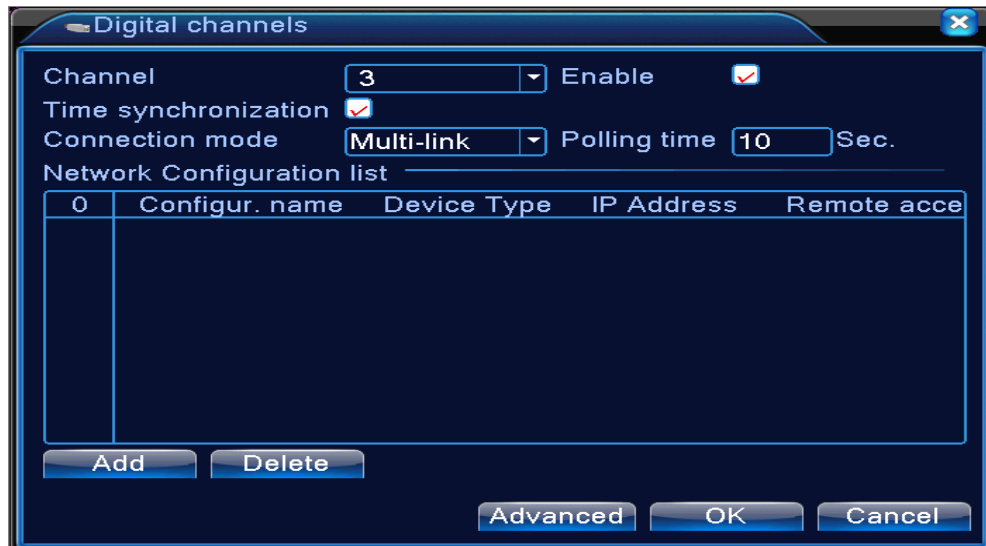 Digital channels
Channel 3 Enable
Time synchronization
Connection mode Multi-link Polling time 10 Sec.
Network Configuration list
0 Configur. name Device Type IP Address Remote acce
Add Delete
Advanced OK Cancel